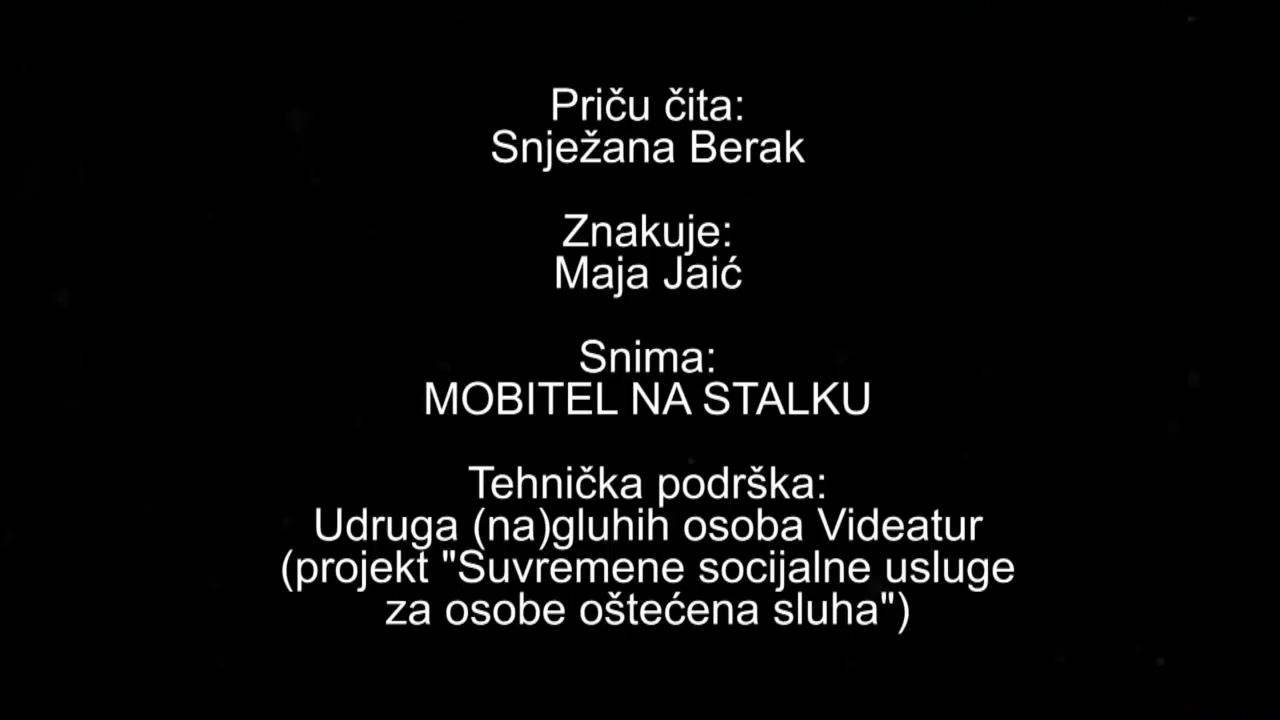 Priču čita:
Snježana Berak
Znakuje:
Maja Jaić
Snima:
MOBITEL NA STALKU
Tehnička podrška:
Udruga (na)gluhih osoba Videatur
(projekt "Suvremene socijalne usluge
za osobe oštećena sluha")